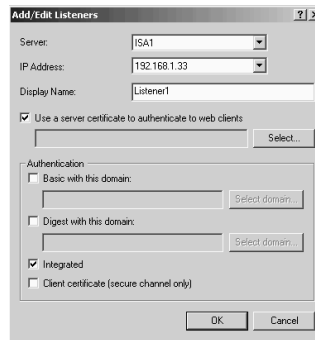 Add/Edit Listeners
Server: ISA1
IP Address: 192.168.1.33
Display Name: Listener1
Use a server certificate to authenticate to web clients
Select...
Authentication
Basic with this domain:
Select domain...
Digest with this domain:
Select domain...
Integrated
Client certificate (secure channel only)
OK Cancel